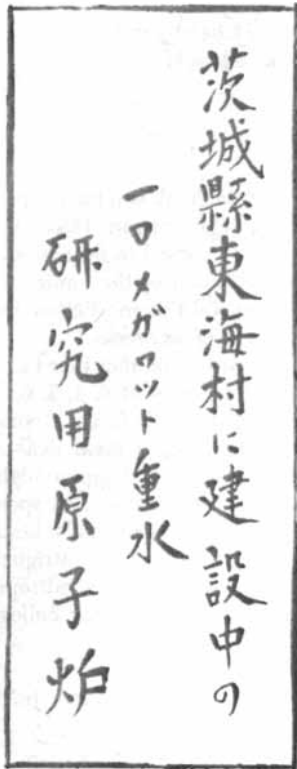 茨城縣東海村に建設中の
一〇メガワット重水
研究用原子炉